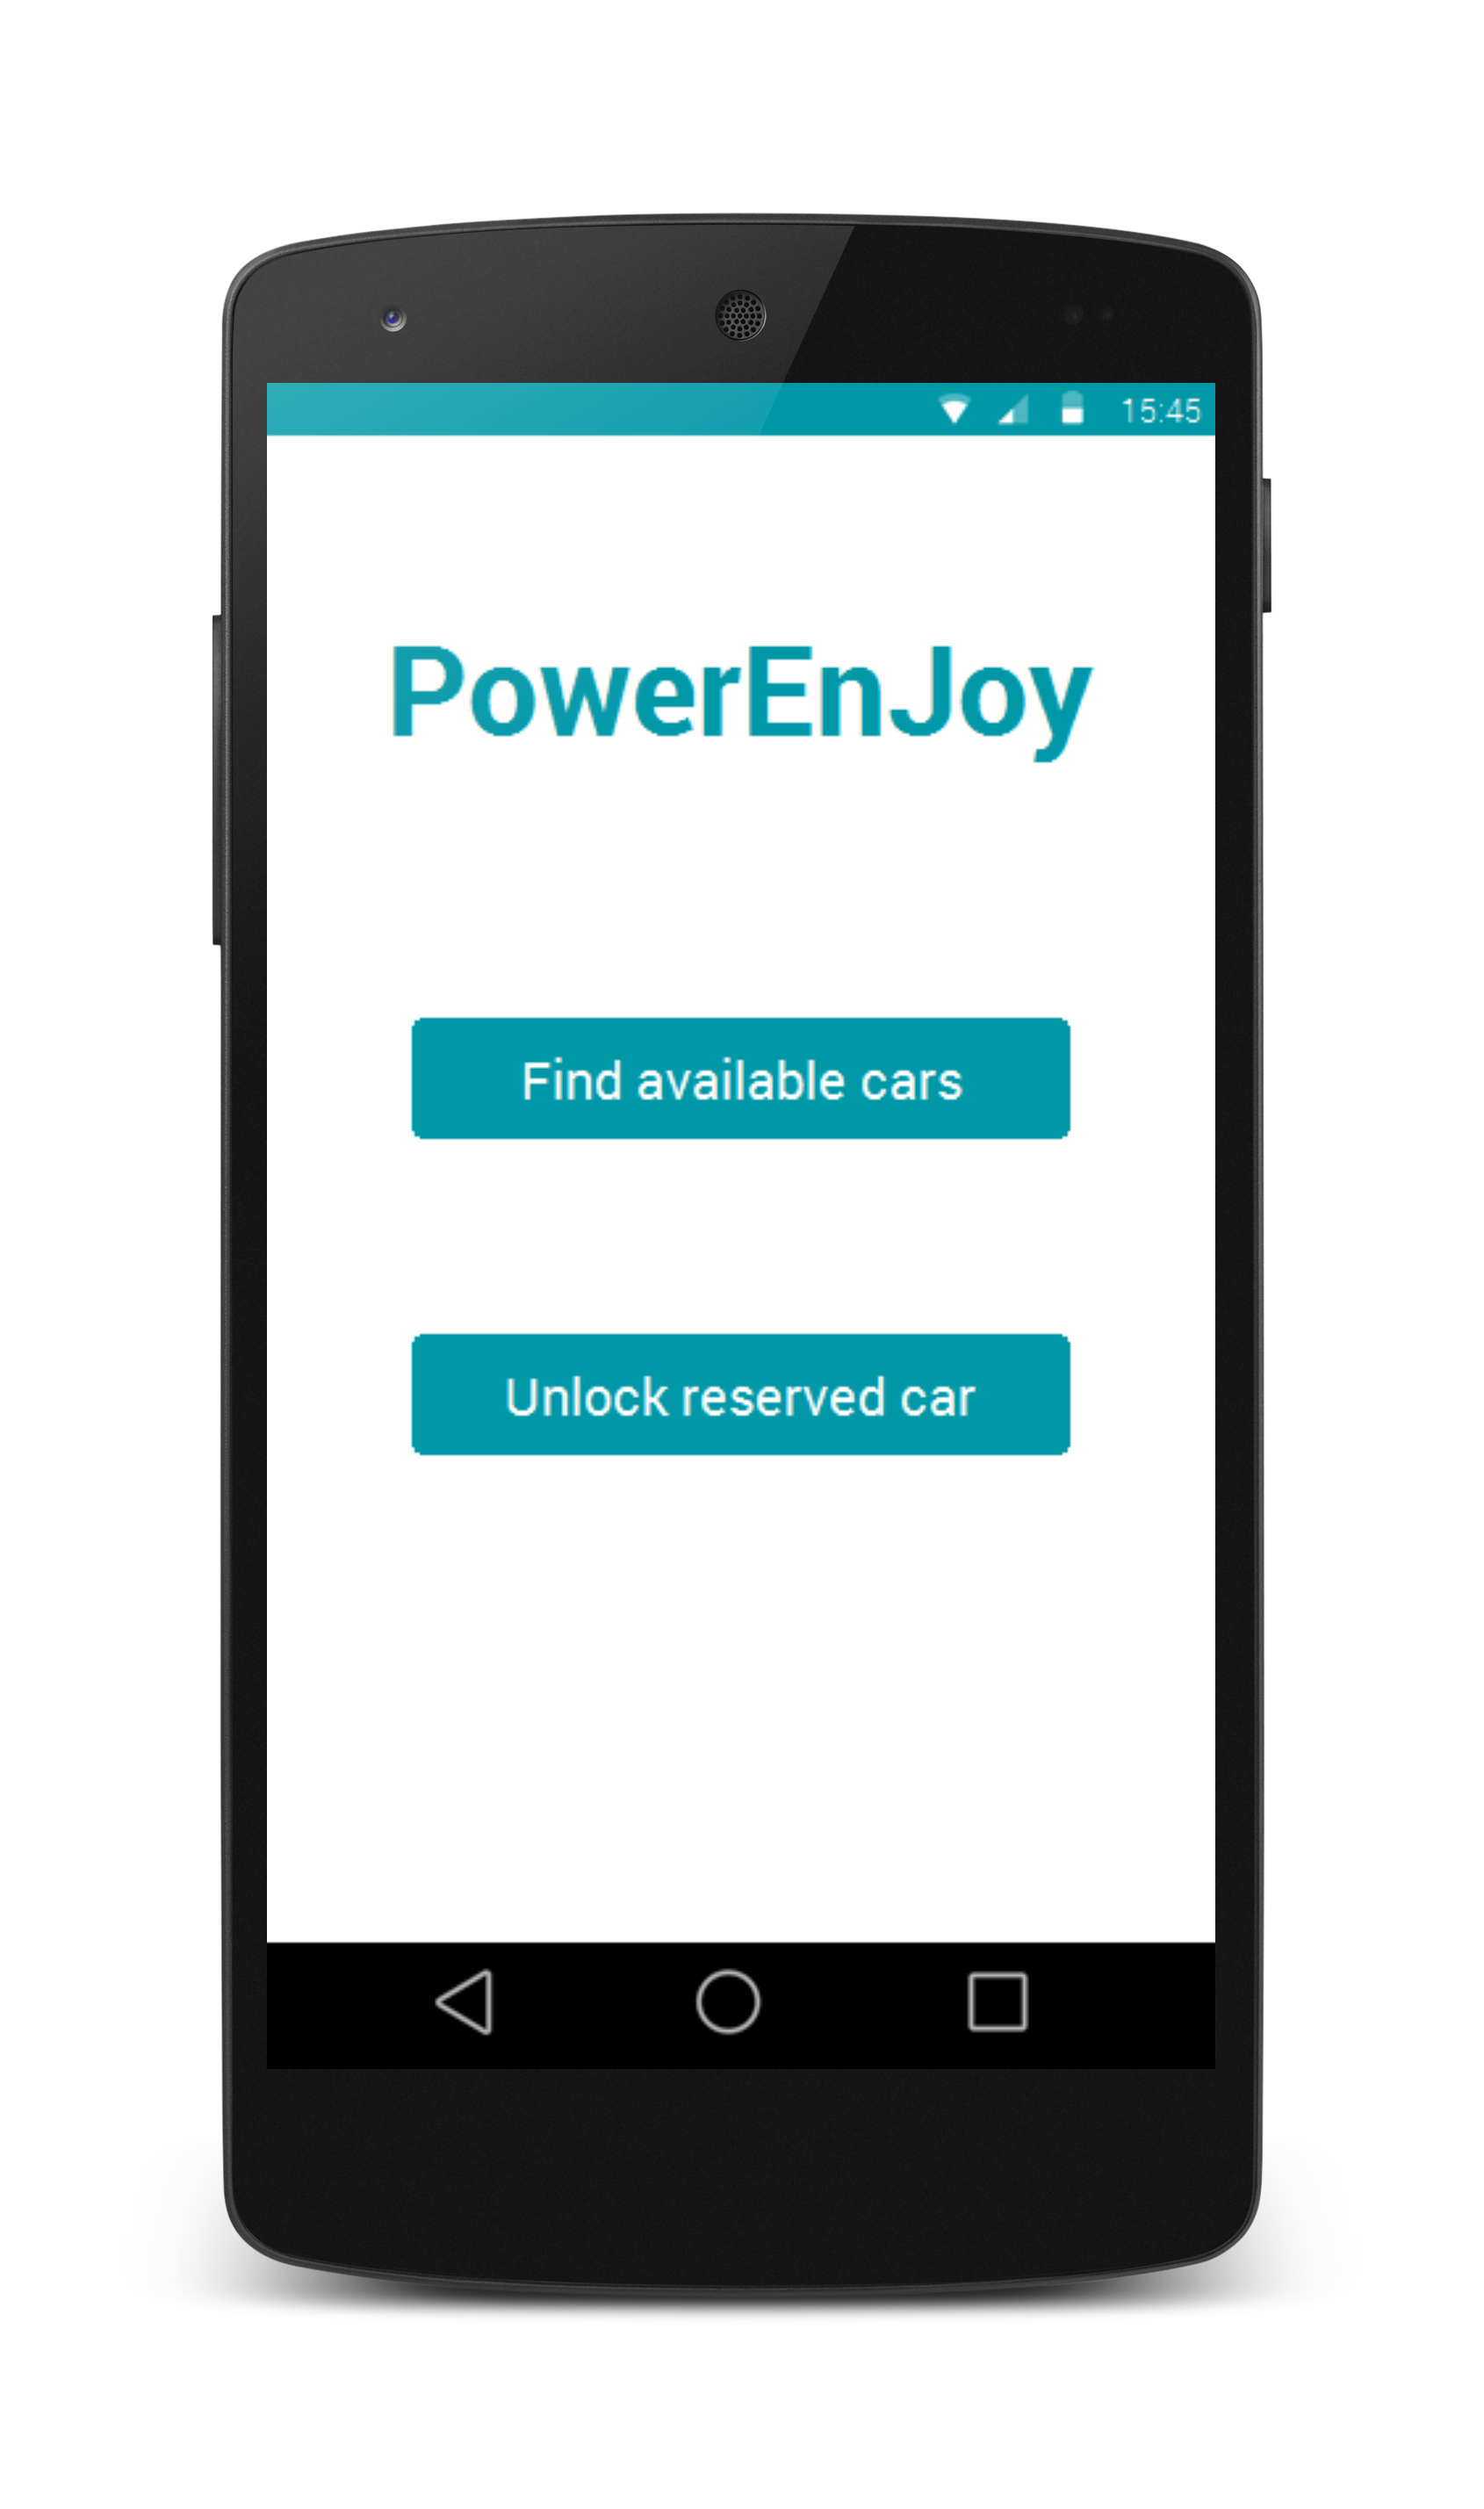 15:45
PowerEnJoy
Find available cars
Unlock reserved car